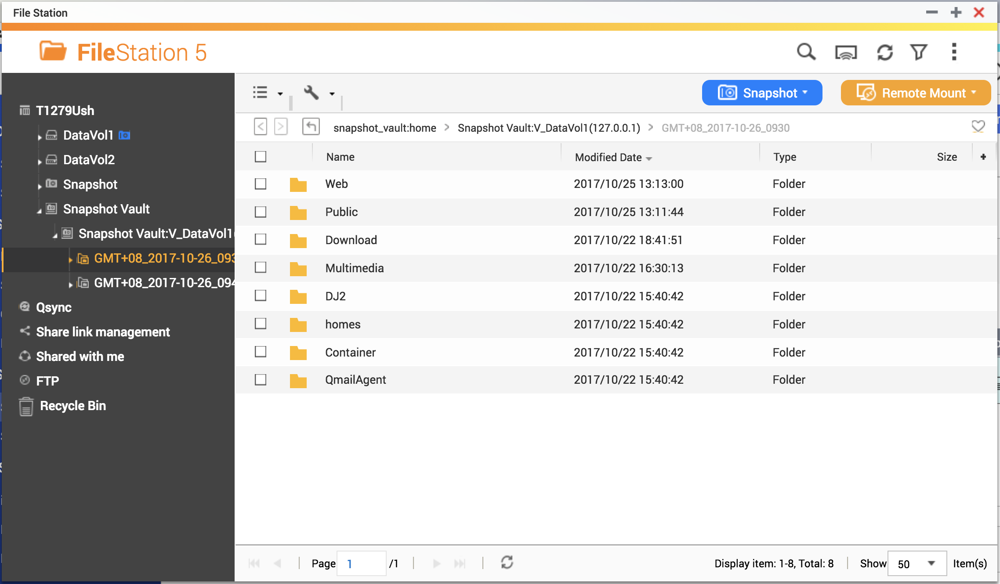 File Station
FileStation 5
T1279Ush
DataVol1
DataVol2
Snapshot
Snapshot Vault
Snapshot Vault:V_DataVol1
GMT+08_2017-10-26_093
GMT+08_2017-10-26_094
Qsync
Share link management
Shared with me
FTP
Recycle Bin
Snapshot
Remote Mount
snapshot_vault:home > Snapshot Vault:V_DataVol1(127.0.0.1) > GMT+08_2017-10-26_0930
Name Modified Date Type Size +
Web 2017/10/25 13:13:00 Folder
Public 2017/10/25 13:11:44 Folder
Download 2017/10/22 18:41:51 Folder
Multimedia 2017/10/22 16:30:13 Folder
DJ2 2017/10/22 15:40:42 Folder
homes 2017/10/22 15:40:42 Folder
Container 2017/10/22 15:40:42 Folder
QmailAgent 2017/10/22 15:40:42 Folder
Page 1 /1
Display item: 1-8, Total: 8
Show 50 Item(s)